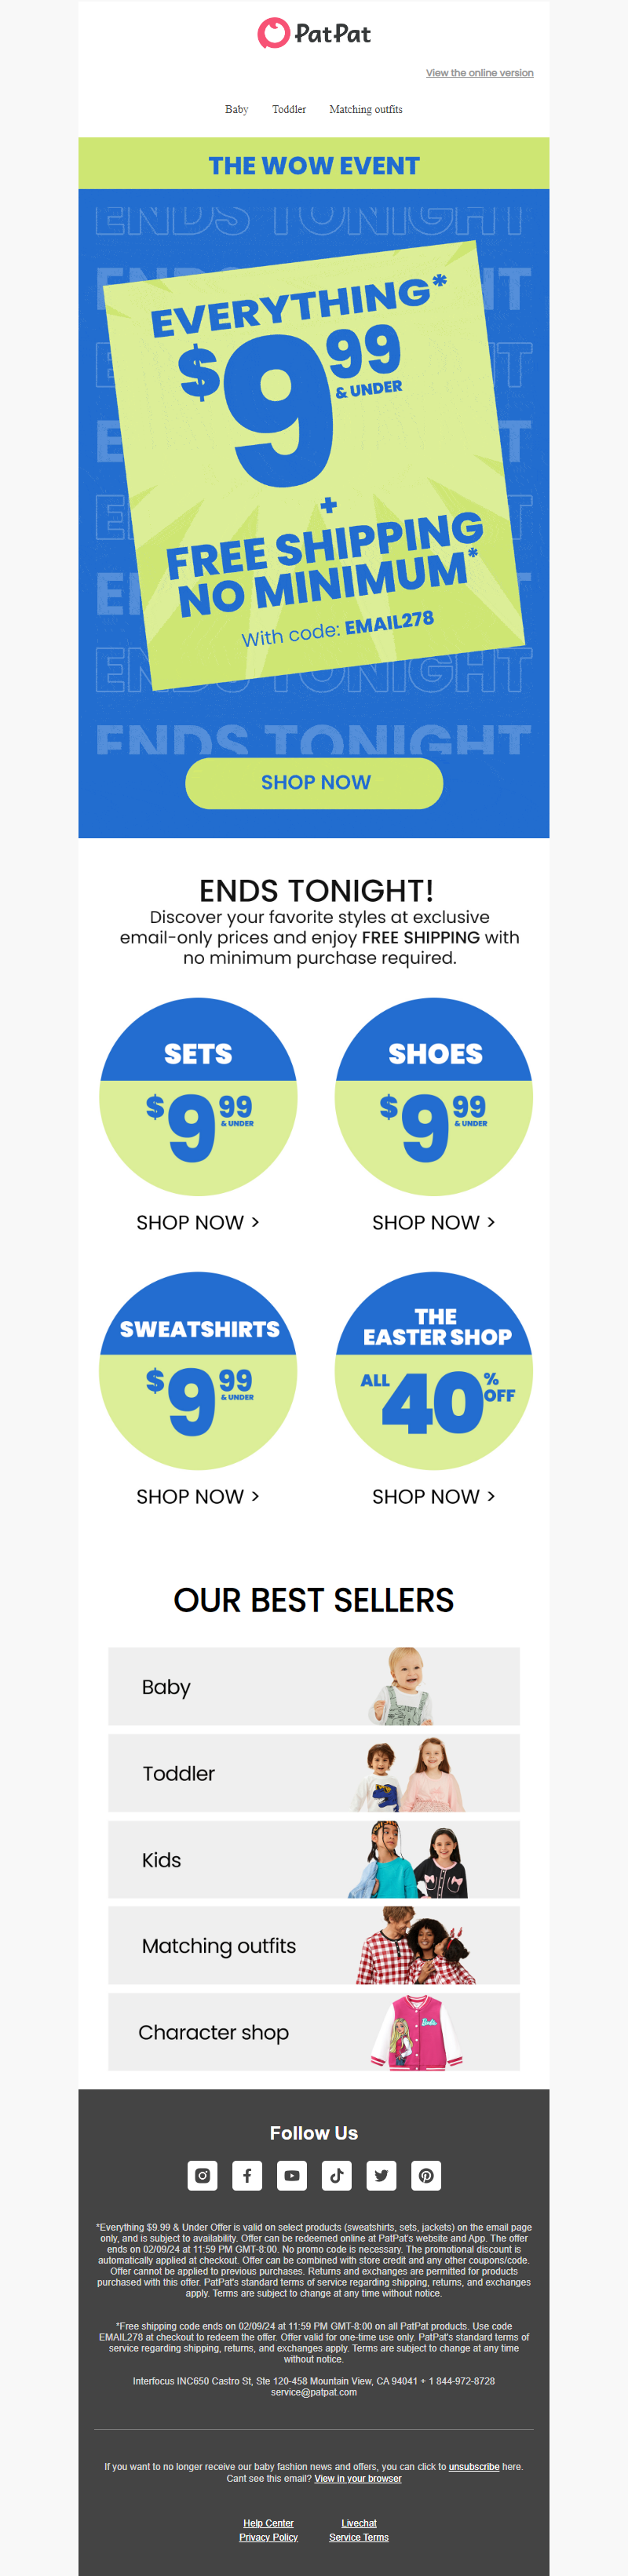 PatPat
View the online version
Baby Toddler Matching outfits
THE WOW EVENT
ENDS TONIGHT
EVERYTHING*
$9.99
& UNDER
+
FREE SHIPPING
NO MINIMUM*
With code: EMAIL278
ENDS TONIGHT
ENDS TONIGHT
SHOP NOW
ENDS TONIGHT!
Discover your favorite styles at exclusive
email-only prices and enjoy FREE SHIPPING with
no minimum purchase required.
SETS
$9 99
& UNDER
SHOP NOW >
SHOES
$9 99
& UNDER
SHOP NOW >
SWEATSHIRTS
$9 99
& UNDER
SHOP NOW >
THE
EASTER SHOP
ALL 40% OFF
SHOP NOW >
OUR BEST SELLERS
Baby
Toddler
Kids
Matching outfits
Character shop
Barbie
Follow Us
*Everything $9.99 & Under Offer is valid on select products (sweatshirts, sets, jackets) on the email page
only, and is subject to availability. Offer can be redeemed online at PatPat's website and App. The offer
ends on 02/09/24 at 11:59 PM GMT-8:00. No promo code is necessary. The promotional discount is
automatically applied at checkout. Offer can be combined with store credit and any other coupons/code.
Offer cannot be applied to previous purchases. Returns and exchanges are permitted for products
purchased with this offer. PatPat's standard terms of service regarding shipping, returns, and exchanges
apply. Terms are subject to change at any time without notice.
*Free shipping code ends on 02/09/24 at 11:59 PM GMT-8:00 on all PatPat products. Use code
EMAIL278 at checkout to redeem the offer. Offer valid for one-time use only. PatPat's standard terms of
service regarding shipping, returns, and exchanges apply. Terms are subject to change at any time
without notice.
Interfocus INC650 Castro St, Ste 120-458 Mountain View, CA 94041 + 1 844-972-8728
service@patpat.com
If you want to no longer receive our baby fashion news and offers, you can click to unsubscribe here.
Cant see this email? View in your browser
Help Center Livechat
Privacy Policy Service Terms